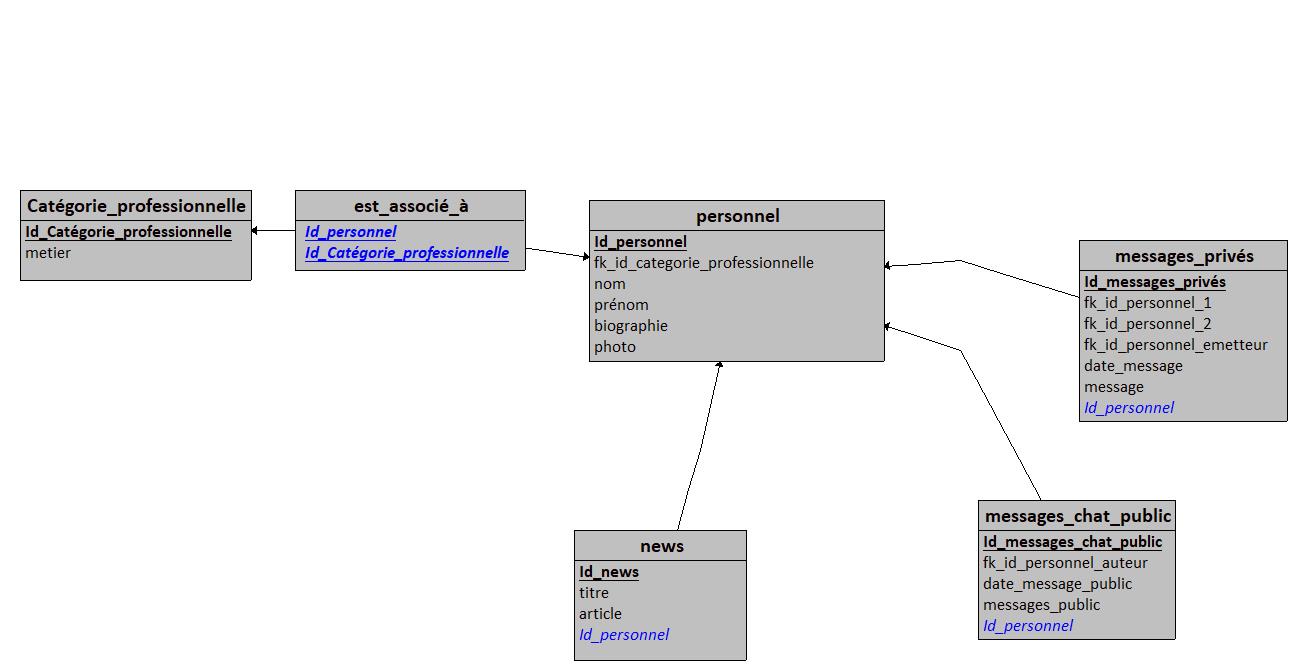 Catégorie_professionnelle
Id_Catégorie_professionnelle
metier
est_associé_à
Id_personnel
Id_Catégorie_professionnelle
personnel
Id_personnel
fk_id_categorie_professionnelle
nom
prénom
biographie
photo
messages_privés
Id_messages_privés
fk_id_personnel_1
fk_id_personnel_2
fk_id_personnel_emetteur
date_message
message
Id_personnel
news
Id_news
titre
article
Id_personnel
messages_chat_public
Id_messages_chat_public
fk_id_personnel_auteur
date_message_public
messages_public
Id_personnel